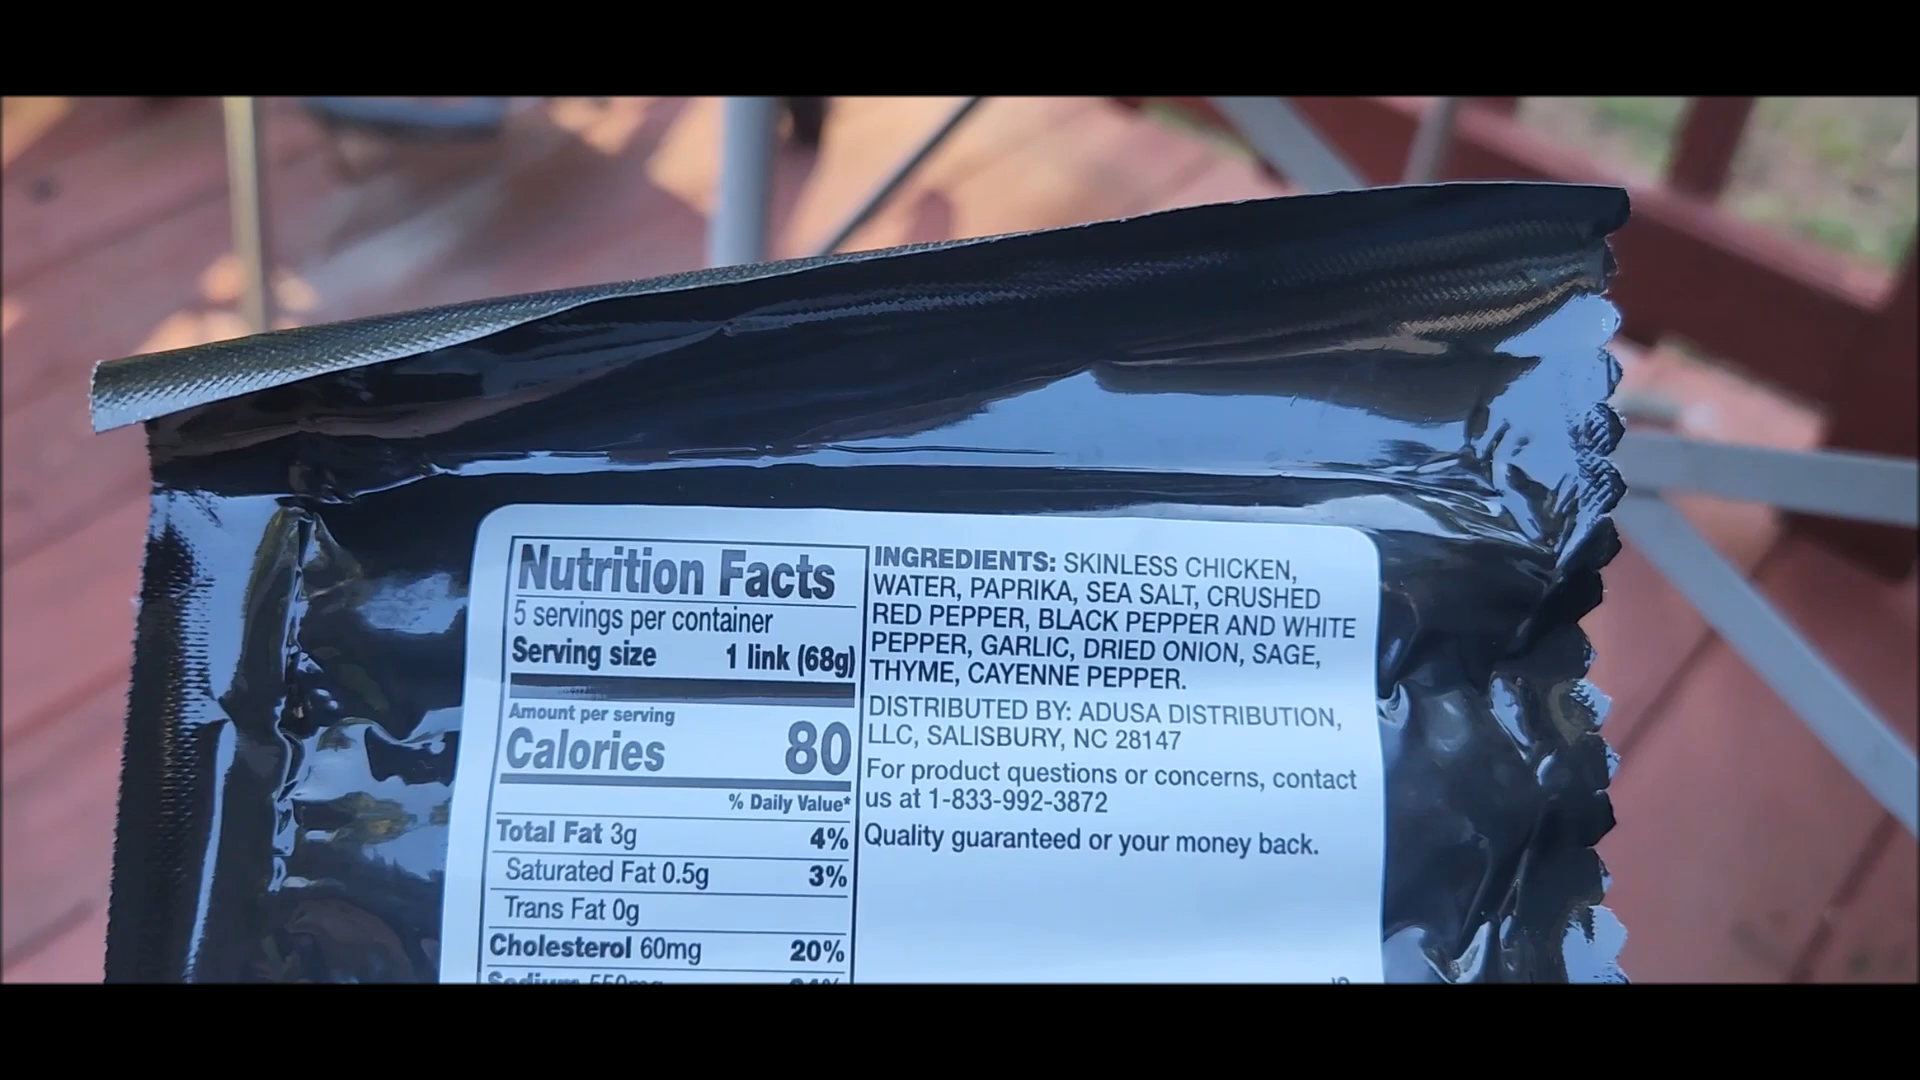 Nutrition Facts
5 servings per container
Serving size 1 link (68g)
Amount per serving
Calories 80
% Daily Value*
Total Fat 3g 4%
Saturated Fat 0.5g 3%
Trans Fat 0g
Cholesterol 60mg 20%
Sodium 550mg
INGREDIENTS: SKINLESS CHICKEN,
WATER, PAPRIKA, SEA SALT, CRUSHED
RED PEPPER, BLACK PEPPER AND WHITE
PEPPER, GARLIC, DRIED ONION, SAGE,
THYME, CAYENNE PEPPER.
DISTRIBUTED BY: ADUSA DISTRIBUTION,
LLC, SALISBURY, NC 28147
For product questions or concerns, contact
us at 1-833-992-3872
Quality guaranteed or your money back.